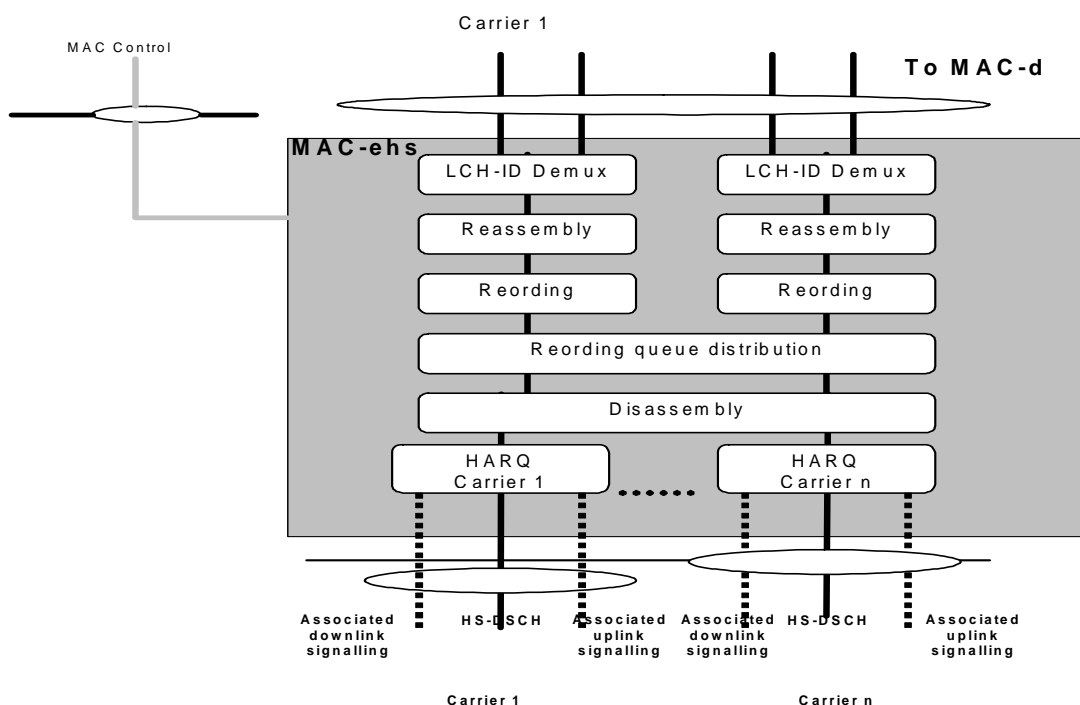 Carrier 1
MAC Control
To MAC-d
MAC-ehs
LCH-ID Demux LCH-ID Demux
Reassembly Reassembly
Reording Reording
Reording queue distribution
Disassembly
HARQ Carrier 1 HARQ Carrier n
Associated downlink signalling HS-DSCH Associated uplink signalling Associated downlink signalling HS-DSCH Associated uplink signalling
Carrier 1 Carrier n